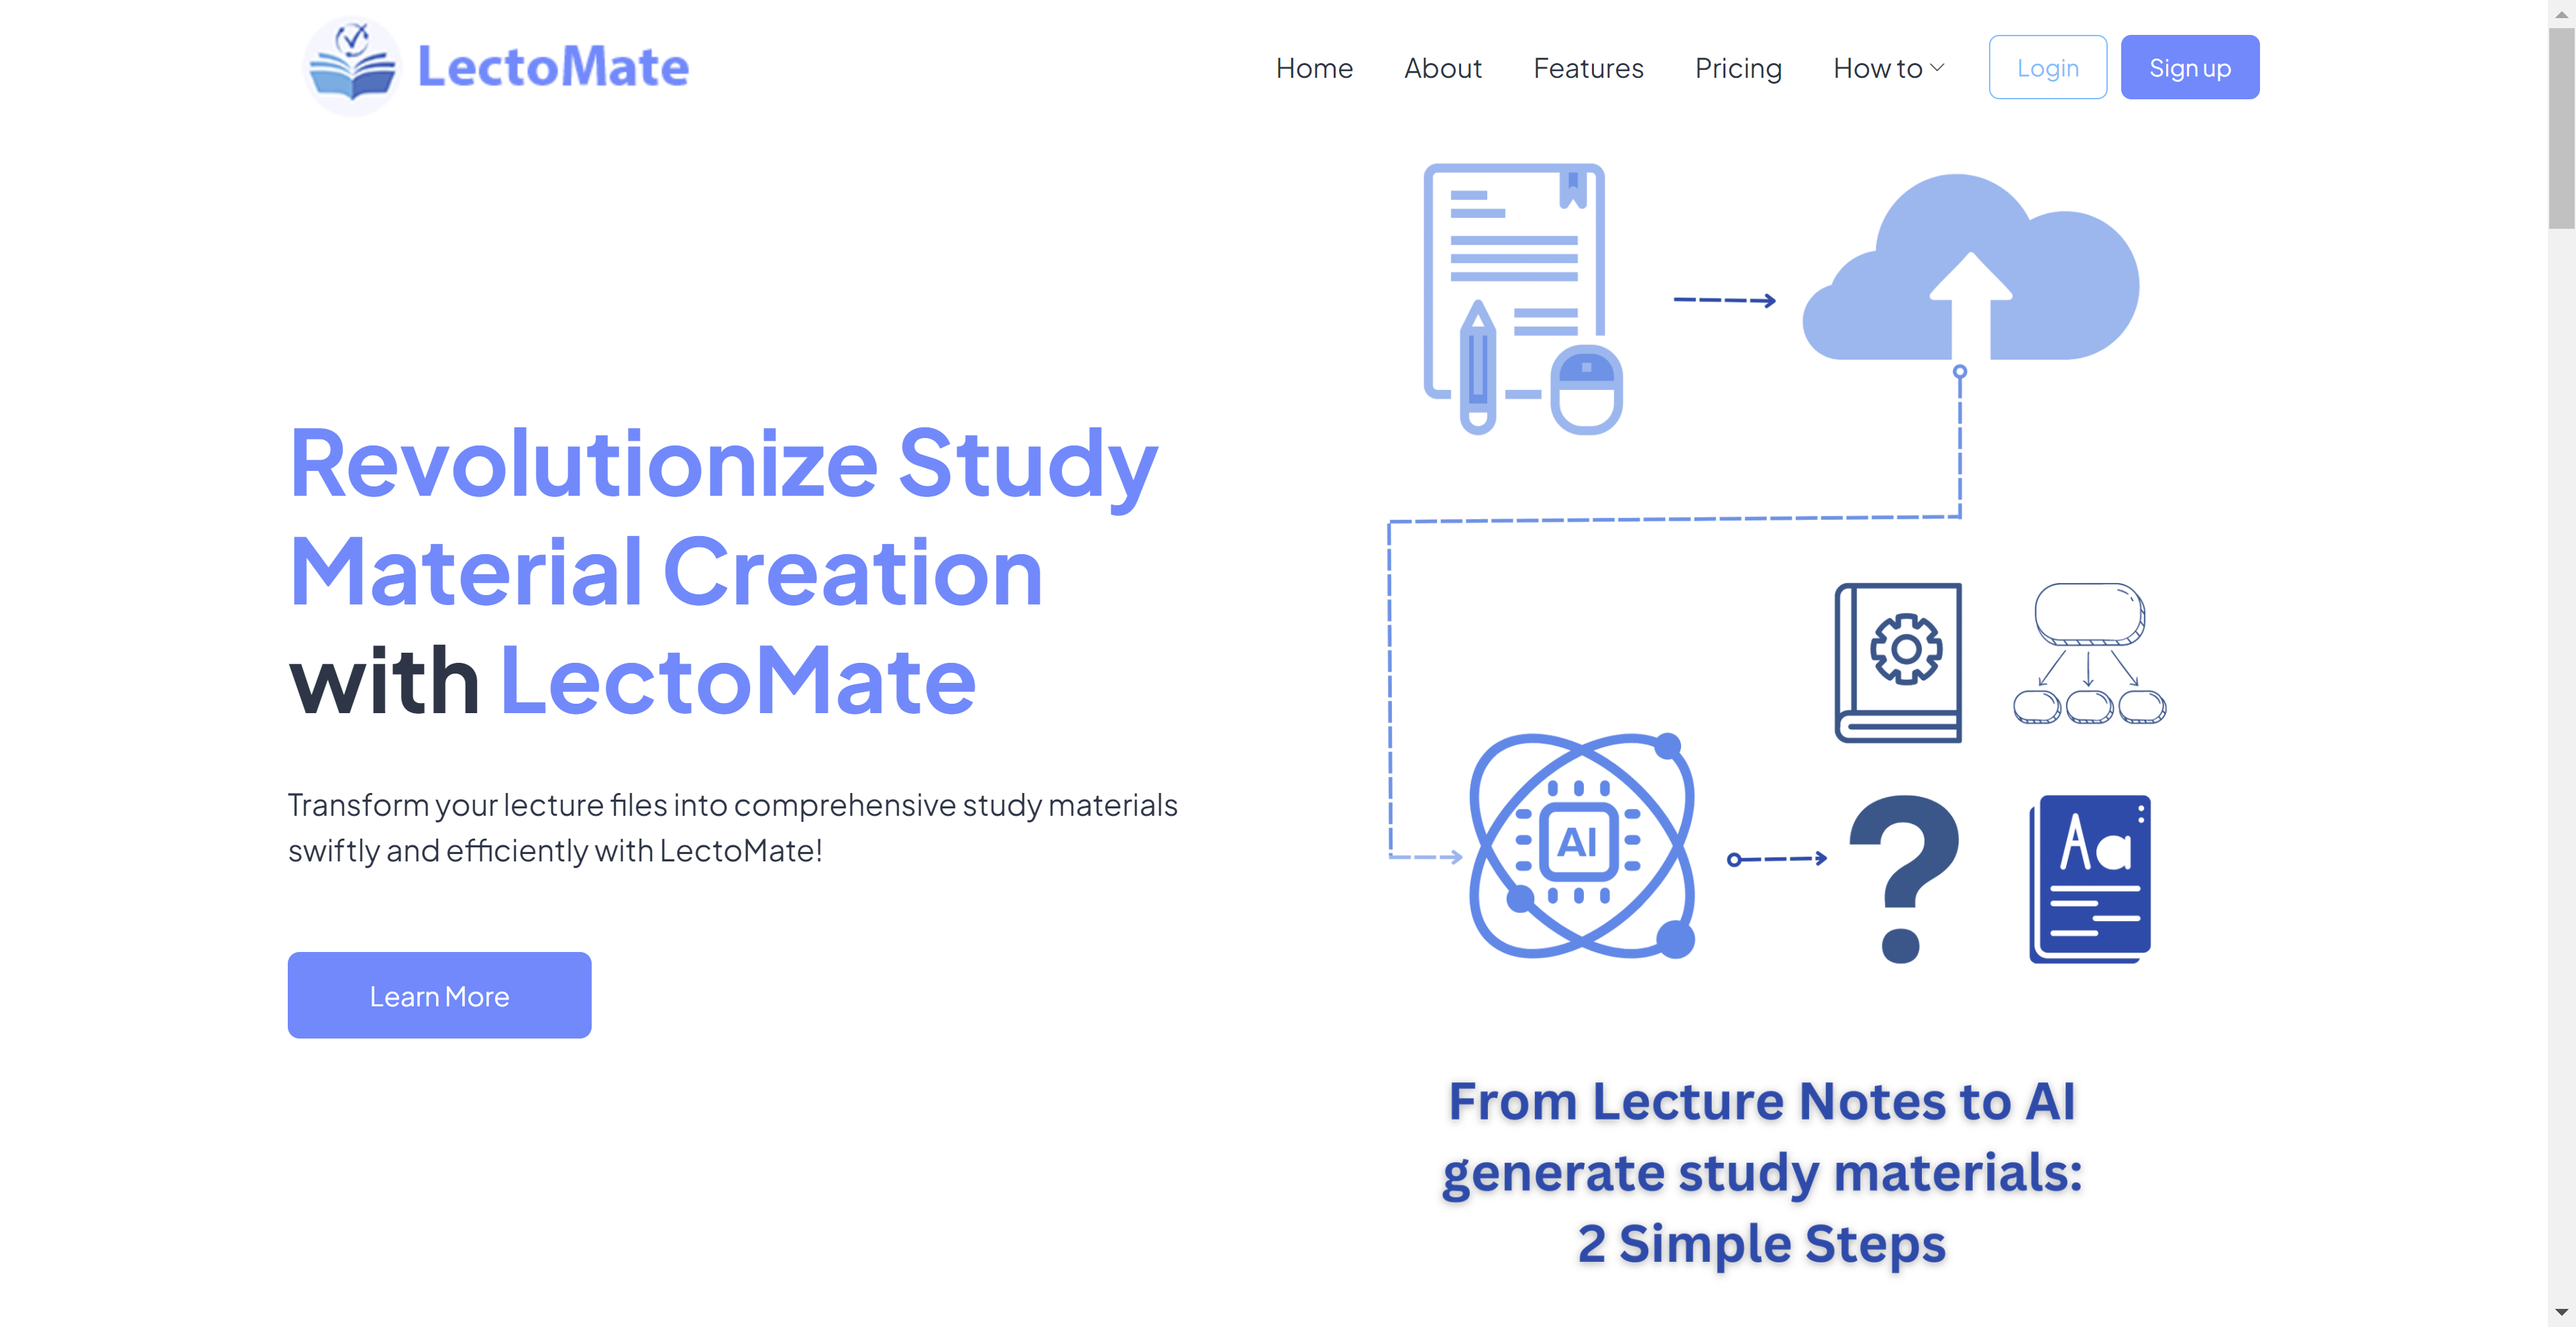 LectoMate
Home
About
Features
Pricing
How to
Login
Sign up
Revolutionize Study
Material Creation
with LectoMate
Transform your lecture files into comprehensive study materials
swiftly and efficiently with LectoMate!
Learn More
AI
?
Aa
From Lecture Notes to AI
generate study materials:
2 Simple Steps